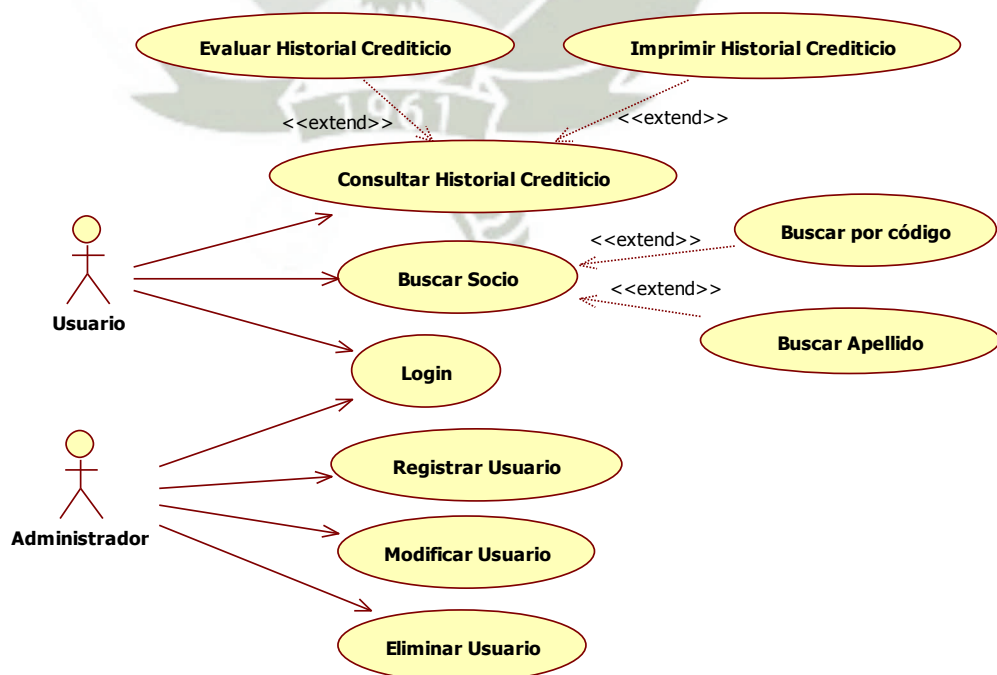 Evaluar Historial Crediticio
Imprimir Historial Crediticio
1961
<<extend>>
<<extend>>
Consultar Historial Crediticio
Buscar por código
<<extend>>
Buscar Socio
<<extend>>
Usuario
Buscar Apellido
Login
Registrar Usuario
Administrador
Modificar Usuario
Eliminar Usuario